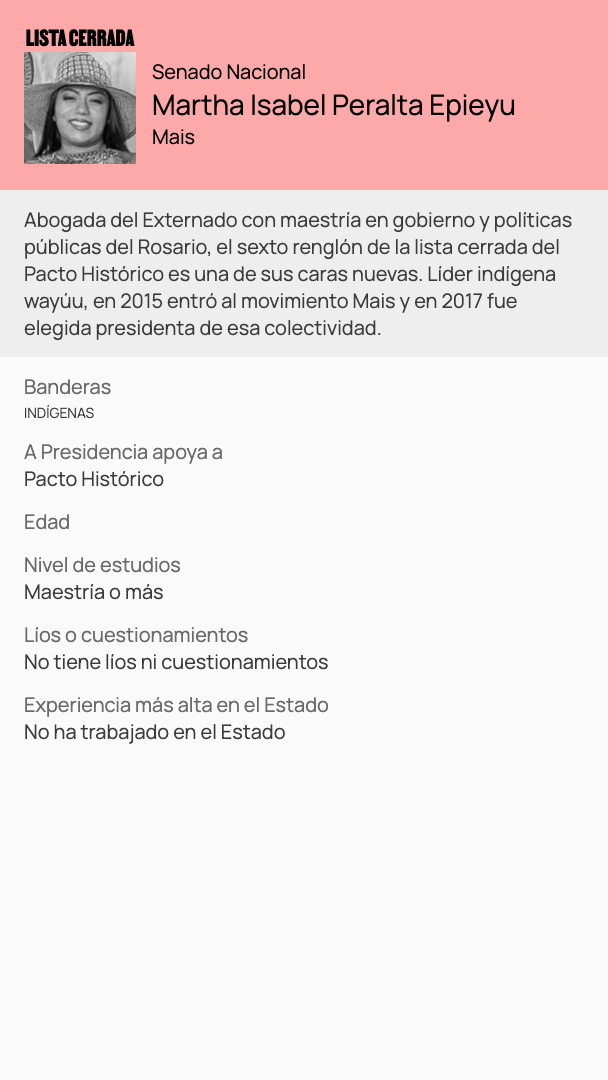 LISTA CERRADA
Senado Nacional
Martha Isabel Peralta Epieyu
Mais
Abogada del Externado con maestría en gobierno y políticas
públicas del Rosario, el sexto renglón de la lista cerrada del
Pacto Histórico es una de sus caras nuevas. Líder indígena
wayúu, en 2015 entró al movimiento Mais y en 2017 fue
elegida presidenta de esa colectividad.
Banderas
INDÍGENAS
A Presidencia apoya a
Pacto Histórico
Edad
Nivel de estudios
Maestría o más
Líos o cuestionamientos
No tiene líos ni cuestionamientos
Experiencia más alta en el Estado
No ha trabajado en el Estado